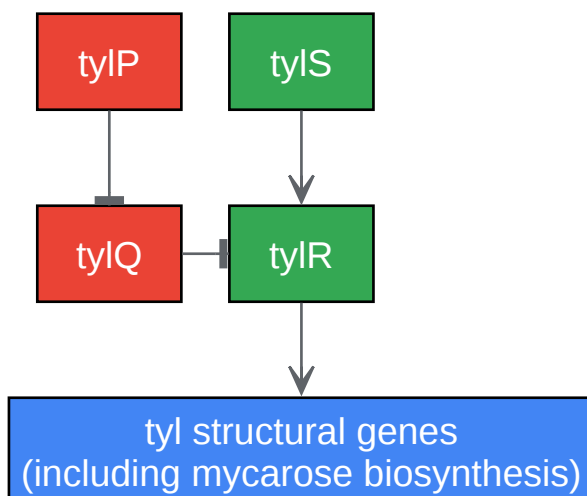 tylP
tylS
tylQ
tylR
tyl structural genes
(including mycarose biosynthesis)